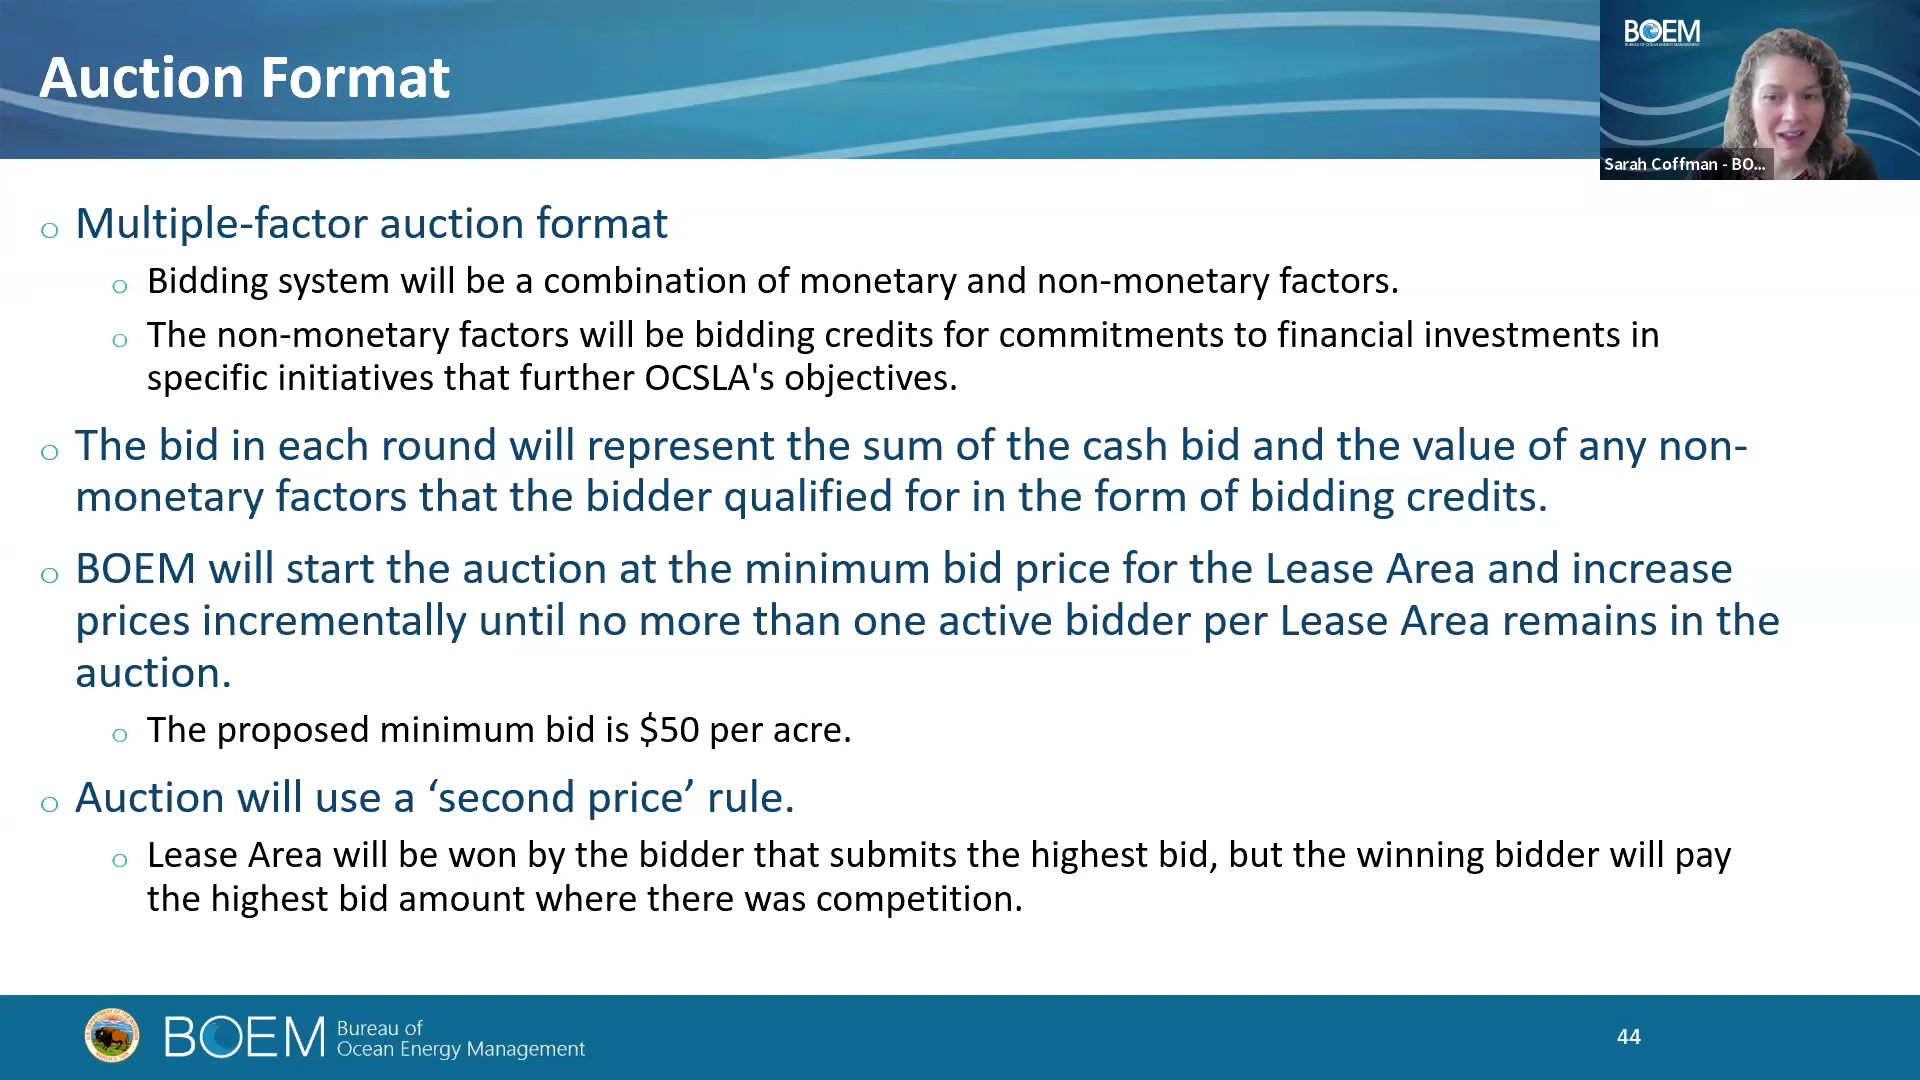 Auction Format
BOEM
Sarah Coffman - BO...
Multiple-factor auction format
Bidding system will be a combination of monetary and non-monetary factors.
The non-monetary factors will be bidding credits for commitments to financial investments in
specific initiatives that further OCSLA's objectives.
The bid in each round will represent the sum of the cash bid and the value of any non-
monetary factors that the bidder qualified for in the form of bidding credits.
BOEM will start the auction at the minimum bid price for the Lease Area and increase
prices incrementally until no more than one active bidder per Lease Area remains in the
auction.
The proposed minimum bid is $50 per acre.
Auction will use a ‘second price’ rule.
Lease Area will be won by the bidder that submits the highest bid, but the winning bidder will pay
the highest bid amount where there was competition.
BOEM
Bureau of
Ocean Energy Management
44